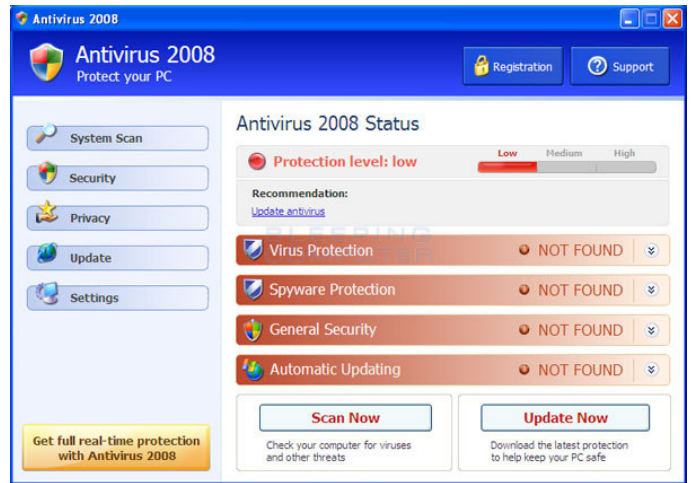 Antivirus 2008
Antivirus 2008
Protect your PC
Registration
Support
System Scan
Security
Privacy
Update
Settings
Get full real-time protection
with Antivirus 2008
Antivirus 2008 Status
Protection level: low
Low Medium High
Recommendation:
Update antivirus
BLEEPING
COMPUTER
Virus Protection NOT FOUND
Spyware Protection NOT FOUND
General Security NOT FOUND
Automatic Updating NOT FOUND
Scan Now
Check your computer for viruses
and other threats
Update Now
Download the latest protection
to help keep your PC safe